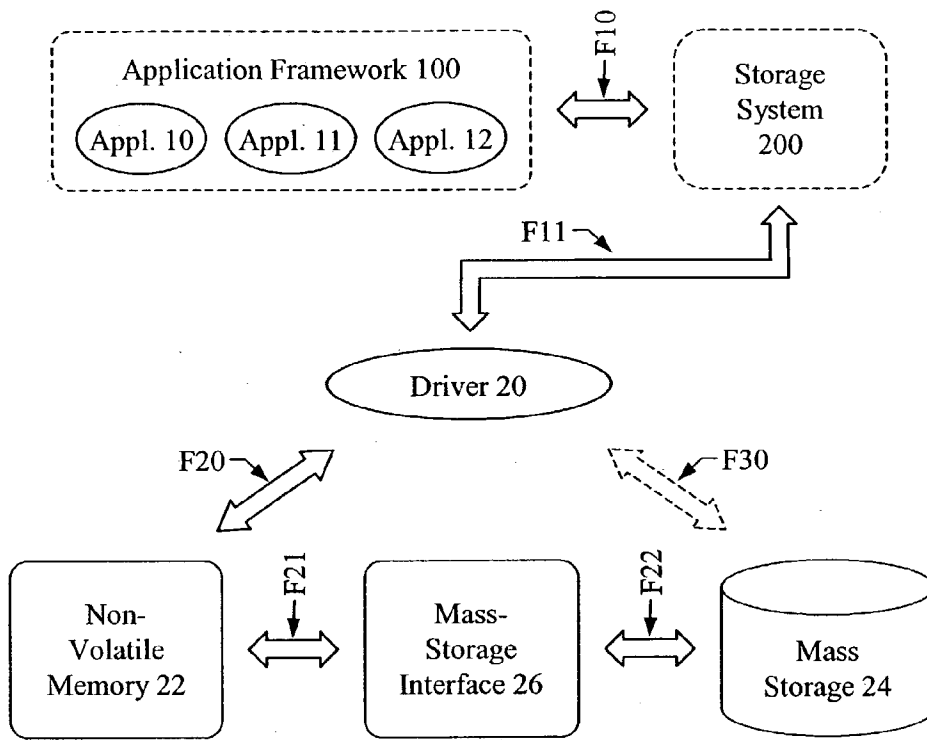 F10
Application Framework 100
Appl. 10
Appl. 11
Appl. 12
Storage
System
200
F11
Driver 20
F20
F30
F21
F22
Non-
Volatile
Memory 22
Mass-
Storage
Interface 26
Mass
Storage 24